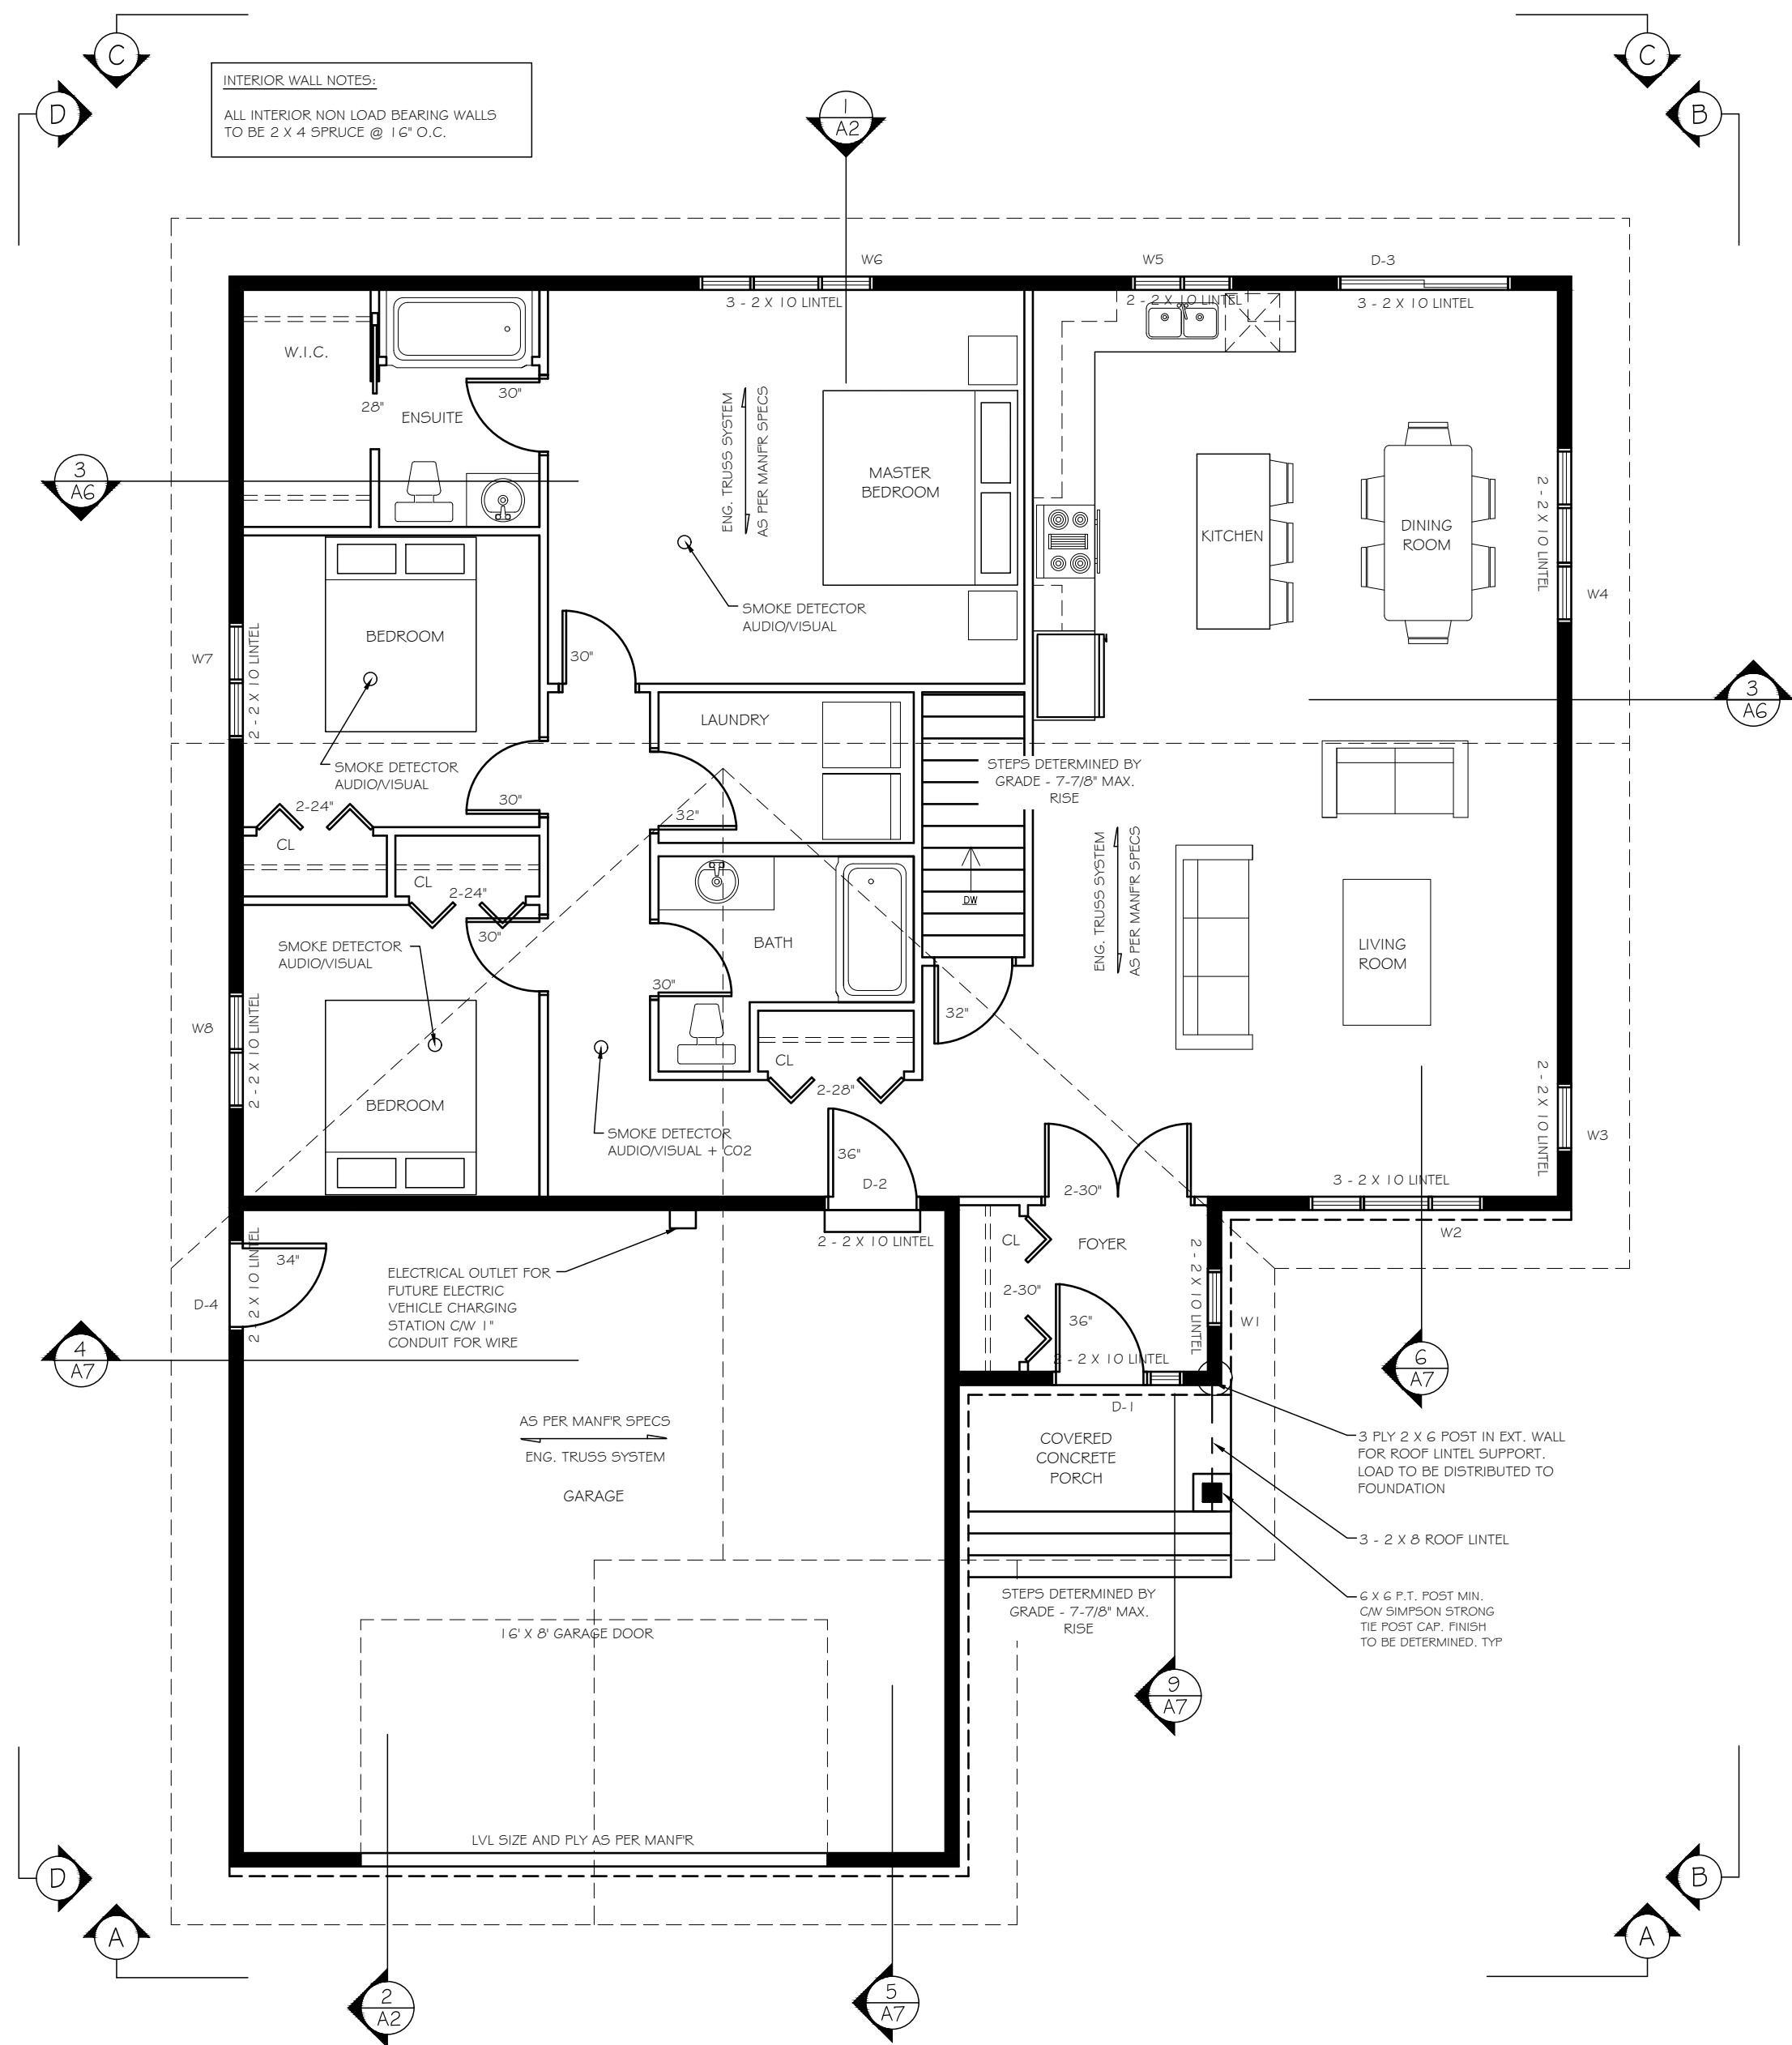 C
C
D
B
INTERIOR WALL NOTES:
ALL INTERIOR NON LOAD BEARING WALLS
TO BE 2 X 4 SPRUCE @ 16" O.C.
1
A2
W6
W5
D-3
3 - 2 X 10 LINTEL
2 - 2 X 10 LINTEL
3 - 2 X 10 LINTEL
W.I.C.
28"
ENSUITE
30"
ENG. TRUSS SYSTEM
AS PER MANF'R SPECS
MASTER
BEDROOM
3
A6
KITCHEN
DINING
ROOM
2 - 2 X 10 LINTEL
W4
SMOKE DETECTOR
AUDIO/VISUAL
BEDROOM
W7
2 - 2 X 10 LINTEL
30"
3
A6
LAUNDRY
SMOKE DETECTOR
AUDIO/VISUAL
STEPS DETERMINED BY
GRADE - 7-7/8" MAX.
RISE
2-24"
30"
32"
CL
CL
2-24"
30"
DW
ENG. TRUSS SYSTEM
AS PER MANF'R SPECS
SMOKE DETECTOR
AUDIO/VISUAL
BATH
LIVING
ROOM
30"
32"
W8
2 - 2 X 10 LINTEL
CL
2-28"
BEDROOM
SMOKE DETECTOR
AUDIO/VISUAL + CO2
36"
D-2
2 - 2 X 10 LINTEL
W3
3 - 2 X 10 LINTEL
2-30"
W2
2 - 2 X 10 LINTEL
34"
D-4
2 - 2 X 10 LINTEL
ELECTRICAL OUTLET FOR
FUTURE ELECTRIC
VEHICLE CHARGING
STATION C/W 1"
CONDUIT FOR WIRE
CL
FOYER
2-30"
36"
2 - 2 X 10 LINTEL
W1
2 - 2 X 10 LINTEL
D-1
4
A7
6
A7
AS PER MANF'R SPECS
ENG. TRUSS SYSTEM
GARAGE
COVERED
CONCRETE
PORCH
3 PLY 2 X 6 POST IN EXT. WALL
FOR ROOF LINTEL SUPPORT.
LOAD TO BE DISTRIBUTED TO
FOUNDATION
3 - 2 X 8 ROOF LINTEL
6 X 6 P.T. POST MIN.
C/W SIMPSON STRONG
TIE POST CAP. FINISH
TO BE DETERMINED. TYP
STEPS DETERMINED BY
GRADE - 7-7/8" MAX.
RISE
16' X 8' GARAGE DOOR
9
A7
LVL SIZE AND PLY AS PER MANF'R
D
B
A
A
2
A2
5
A7